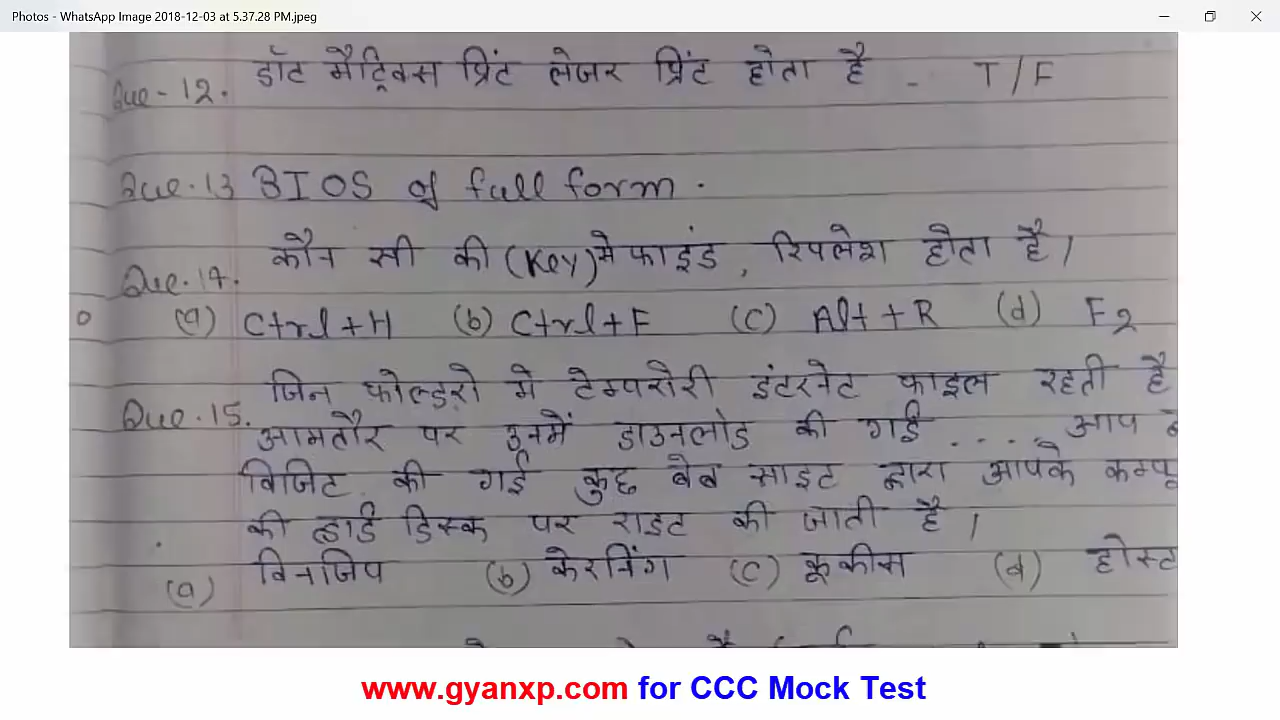 Photos - WhatsApp Image 2018-12-03 at 5.37.28 PM.jpeg
Que-12. डॉट मैट्रिक्स प्रिंट लेजर प्रिंट होता है - T/F
Que.13 BIOS of full form.
Que.14. कौन सी की (Key) मे फाइंड, रिपलेश होता है।
(a) Ctrl+H (b) Ctrl+F (c) Alt+R (d) F2
Que.15. जिन फोल्डरो मे टेम्परोरी इंटरनेट फाइल रहती है
आमतौर पर उनमें डाउनलोड की गई .... आप
विजिट की गई कुछ वेब साइट द्वारा आपके कम्पू
की हार्ड डिस्क पर राइट की जाती है।
(a) विनजिप (b) केरनिंग (c) कूकीस (d) होस्ट
www.gyanxp.com for CCC Mock Test